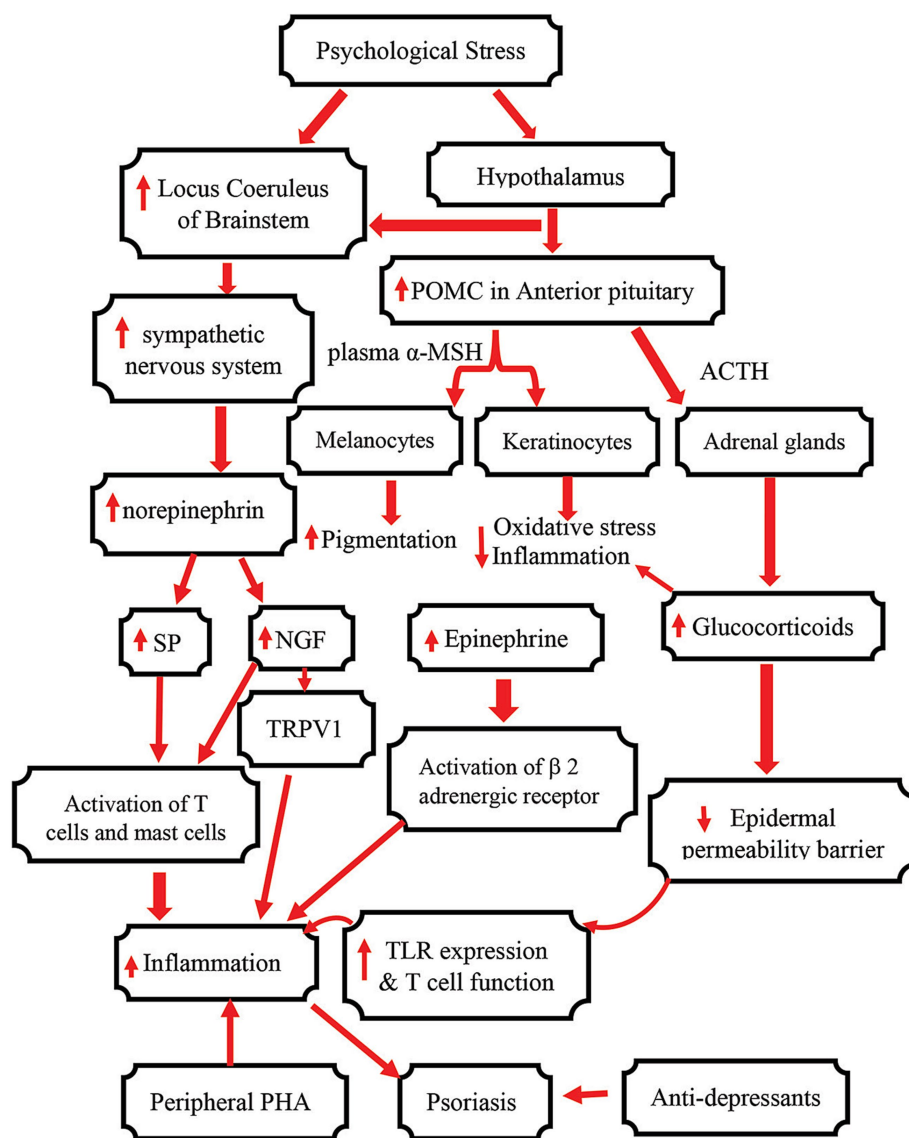 Psychological Stress
Locus Coeruleus
of Brainstem
Hypothalamus
POMC in Anterior pituitary
sympathetic
nervous system
plasma α-MSH
ACTH
Melanocytes
Keratinocytes
Adrenal glands
norepinephrin
Pigmentation
Oxidative stress
Inflammation
SP
NGF
Epinephrine
Glucocorticoids
TRPV1
Activation of T
cells and mast cells
Activation of β 2
adrenergic receptor
Epidermal
permeability barrier
Inflammation
TLR expression
& T cell function
Peripheral PHA
Psoriasis
Anti-depressants